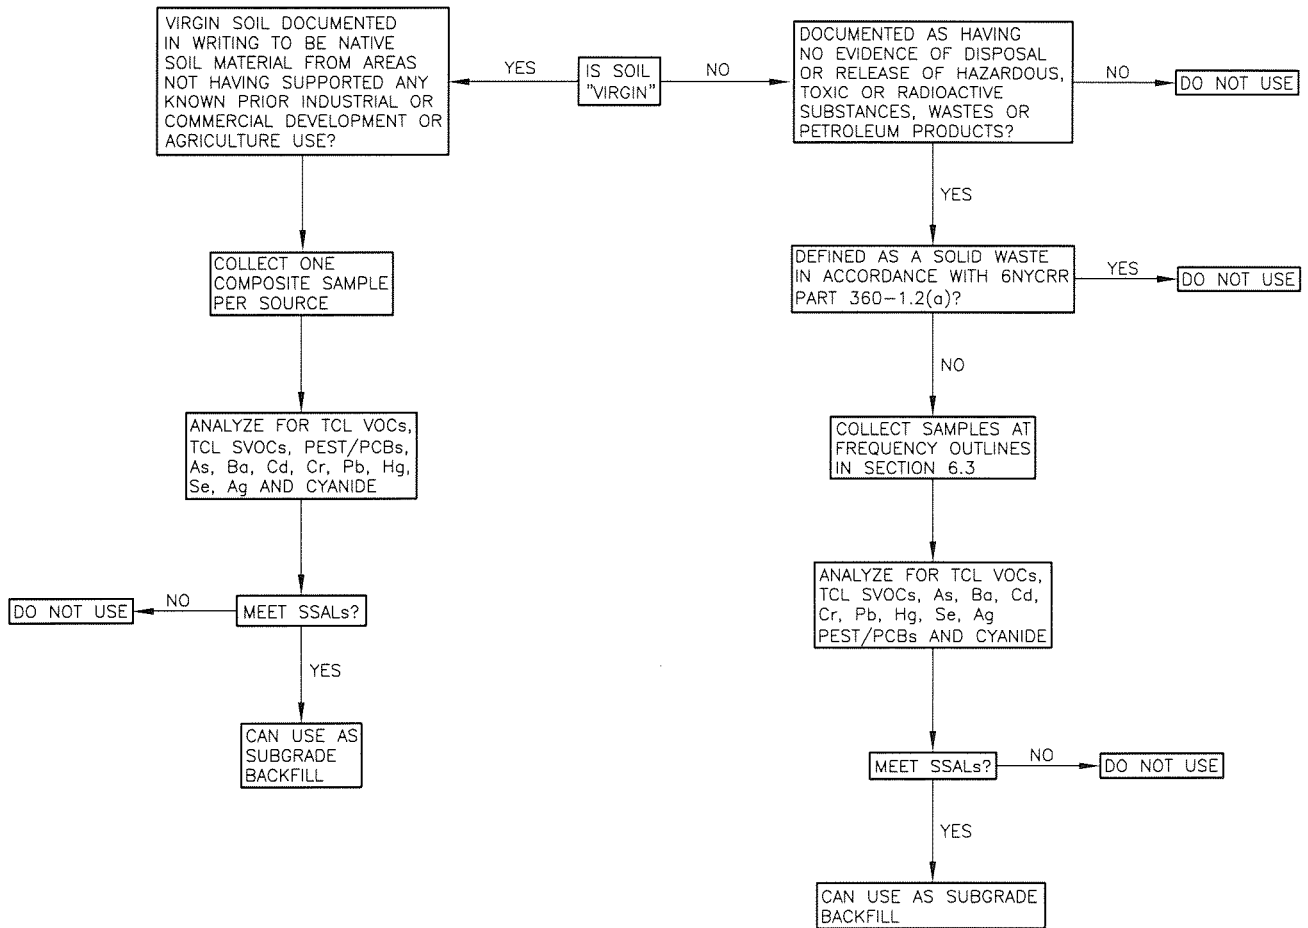 VIRGIN SOIL DOCUMENTED
IN WRITING TO BE NATIVE
SOIL MATERIAL FROM AREAS
NOT HAVING SUPPORTED ANY
KNOWN PRIOR INDUSTRIAL OR
COMMERCIAL DEVELOPMENT OR
AGRICULTURE USE?
YES
IS SOIL
"VIRGIN"
NO
DOCUMENTED AS HAVING
NO EVIDENCE OF DISPOSAL
OR RELEASE OF HAZARDOUS,
TOXIC OR RADIOACTIVE
SUBSTANCES, WASTES OR
PETROLEUM PRODUCTS?
NO
DO NOT USE
YES
COLLECT ONE
COMPOSITE SAMPLE
PER SOURCE
DEFINED AS A SOLID WASTE
IN ACCORDANCE WITH 6NYCRR
PART 360-1.2(a)?
YES
DO NOT USE
NO
ANALYZE FOR TCL VOCs,
TCL SVOCs, PEST/PCBs,
As, Ba, Cd, Cr, Pb, Hg,
Se, Ag AND CYANIDE
COLLECT SAMPLES AT
FREQUENCY OUTLINES
IN SECTION 6.3
MEET SSALs?
NO
DO NOT USE
YES
CAN USE AS
SUBGRADE
BACKFILL
ANALYZE FOR TCL VOCs,
TCL SVOCs, As, Ba, Cd,
Cr, Pb, Hg, Se, Ag
PEST/PCBs AND CYANIDE
MEET SSALs?
NO
DO NOT USE
YES
CAN USE AS SUBGRADE
BACKFILL